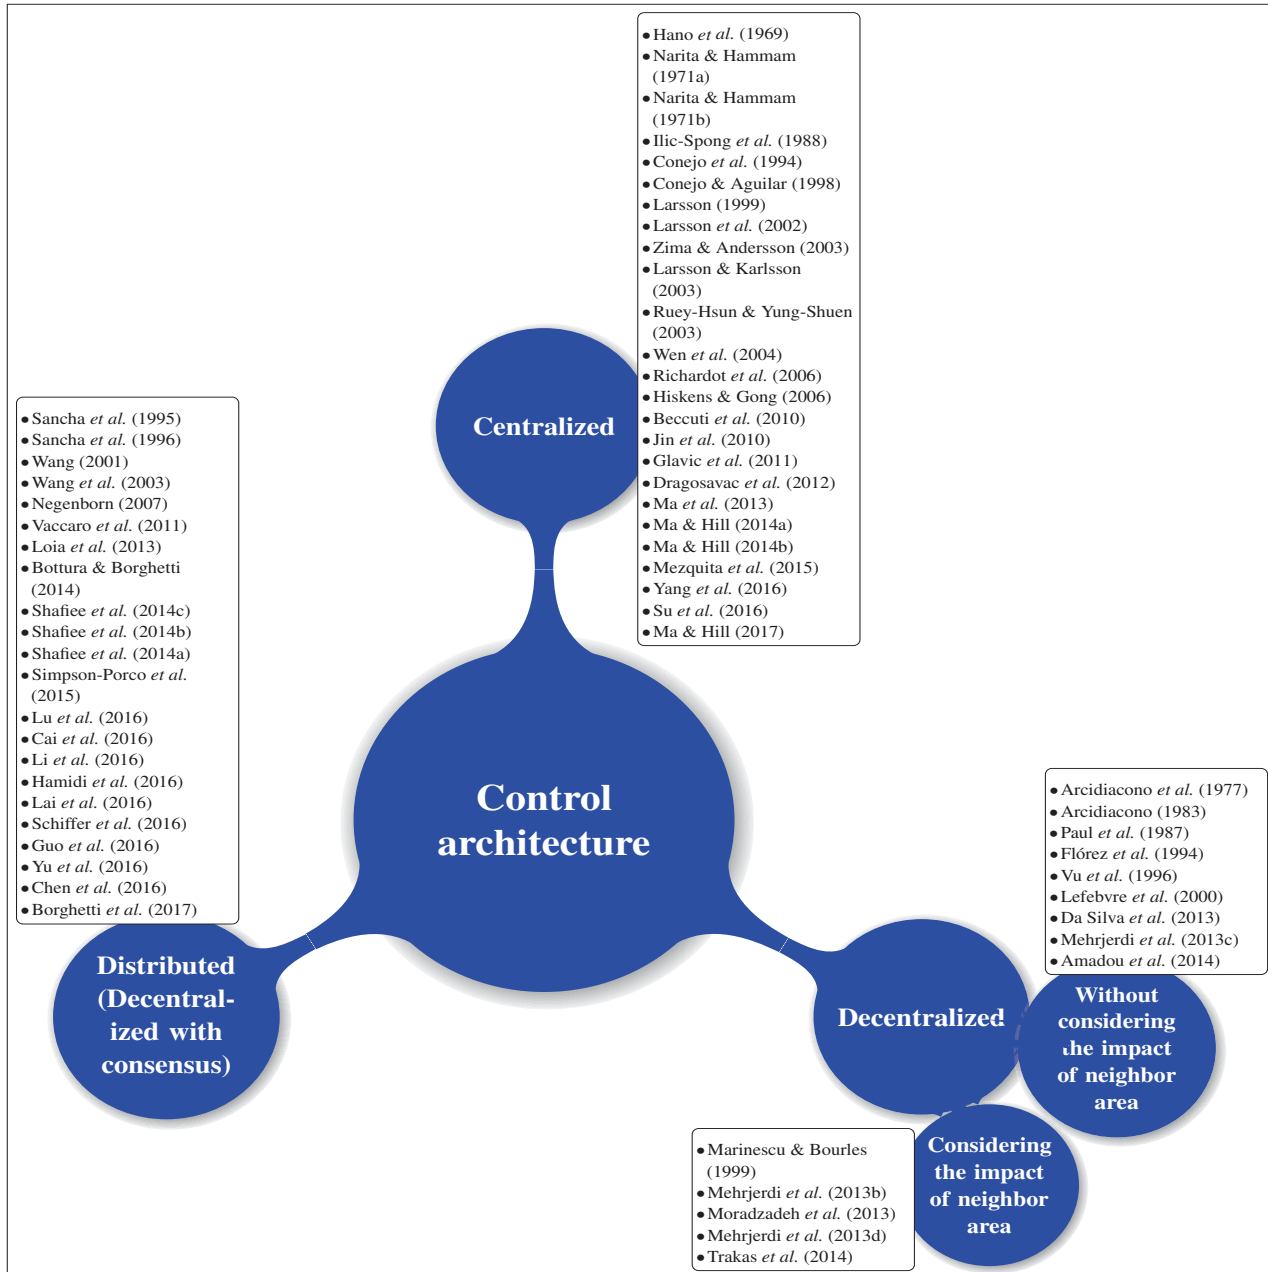 • Hano et al. (1969)
• Narita & Hammam
(1971a)
• Narita & Hammam
(1971b)
• Ilic-Spong et al. (1988)
• Conejo et al. (1994)
• Conejo & Aguilar (1998)
• Larsson (1999)
• Larsson et al. (2002)
• Zima & Andersson (2003)
• Larsson & Karlsson
(2003)
• Ruey-Hsun & Yung-Shuen
(2003)
• Wen et al. (2004)
• Richardot et al. (2006)
• Hiskens & Gong (2006)
• Beccuti et al. (2010)
• Jin et al. (2010)
• Glavic et al. (2011)
• Dragosavac et al. (2012)
• Ma et al. (2013)
• Ma & Hill (2014a)
• Ma & Hill (2014b)
• Mezquita et al. (2015)
• Yang et al. (2016)
• Su et al. (2016)
• Ma & Hill (2017)
Centralized
• Sancha et al. (1995)
• Sancha et al. (1996)
• Wang (2001)
• Wang et al. (2003)
• Negenborn (2007)
• Vaccaro et al. (2011)
• Loia et al. (2013)
• Bottura & Borghetti
(2014)
• Shafiee et al. (2014c)
• Shafiee et al. (2014b)
• Shafiee et al. (2014a)
• Simpson-Porco et al.
(2015)
• Lu et al. (2016)
• Cai et al. (2016)
• Li et al. (2016)
• Hamidi et al. (2016)
• Lai et al. (2016)
• Schiffer et al. (2016)
• Guo et al. (2016)
• Yu et al. (2016)
• Chen et al. (2016)
• Borghetti et al. (2017)
Control
architecture
• Arcidiacono et al. (1977)
• Arcidiacono (1983)
• Paul et al. (1987)
• Flórez et al. (1994)
• Vu et al. (1996)
• Lefebvre et al. (2000)
• Da Silva et al. (2013)
• Mehrjerdi et al. (2013c)
• Amadou et al. (2014)
Distributed
(Decentral-
ized with
consensus)
Decentralized
Without
considering
the impact
of neighbor
area
• Marinescu & Bourles
(1999)
• Mehrjerdi et al. (2013b)
• Moradzadeh et al. (2013)
• Mehrjerdi et al. (2013d)
• Trakas et al. (2014)
Considering
the impact
of neighbor
area